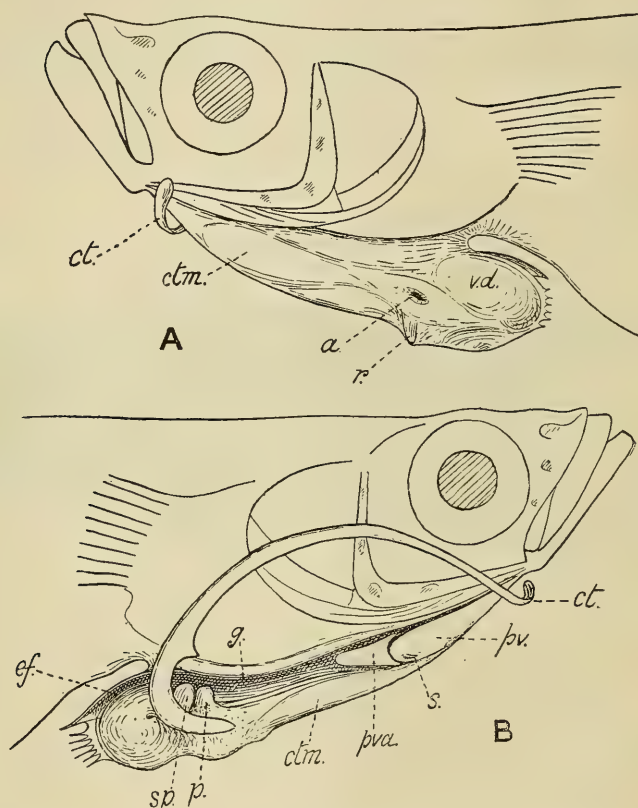 ct.
ctm.
v.d.
A
a.
r.
ct.
g.
pv.
ef.
s.
B
ctm.
pva.
sp.
p.